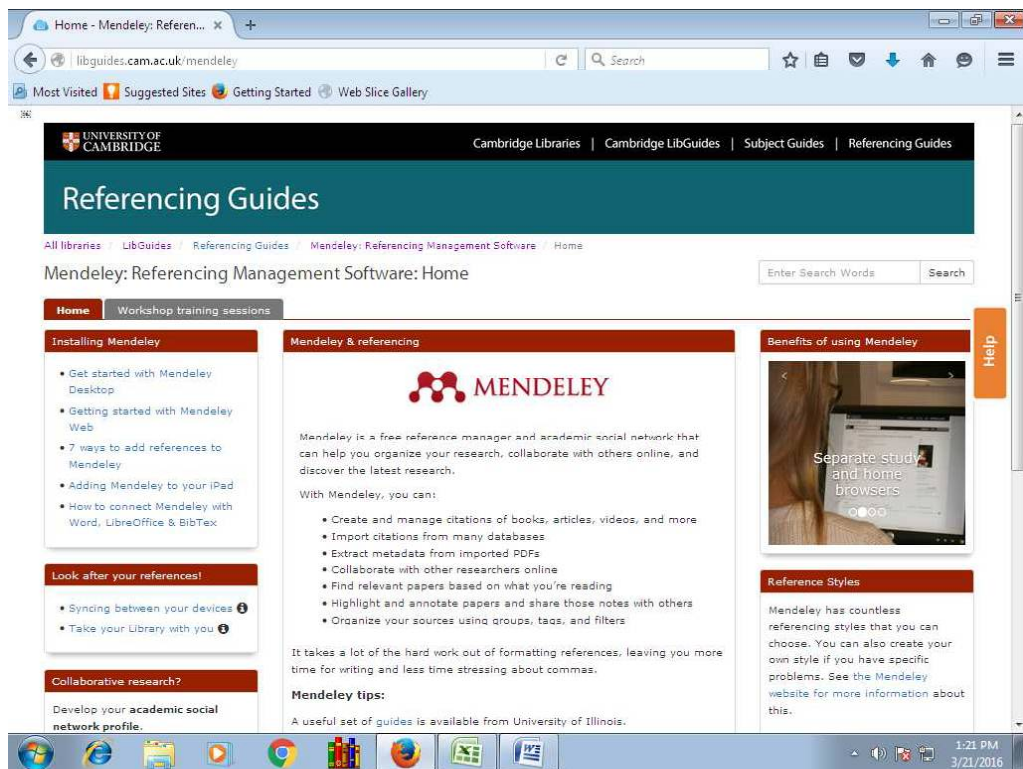 Home - Mendeley: Referen...
libguides.cam.ac.uk/mendeley
Search
Most Visited Suggested Sites Getting Started Web Slice Gallery
UNIVERSITY OF
CAMBRIDGE
Cambridge Libraries | Cambridge LibGuides | Subject Guides | Referencing Guides
Referencing Guides
All libraries / LibGuides / Referencing Guides / Mendeley: Referencing Management Software / Home
Mendeley: Referencing Management Software: Home
Enter Search Words Search
Home Workshop training sessions
Help
Installing Mendeley
• Get started with Mendeley
Desktop
• Getting started with Mendeley
Web
• 7 ways to add references to
Mendeley
• Adding Mendeley to your iPad
• How to connect Mendeley with
Word, LibreOffice & BibTex
Look after your references!
• Syncing between your devices
• Take your Library with you
Collaborative research?
Develop your academic social
network profile.
Mendeley & referencing
MENDELEY
Mendeley is a free reference manager and academic social network that
can help you organize your research, collaborate with others online, and
discover the latest research.
With Mendeley, you can:
• Create and manage citations of books, articles, videos, and more
• Import citations from many databases
• Extract metadata from imported PDFs
• Collaborate with other researchers online
• Find relevant papers based on what you're reading
• Highlight and annotate papers and share those notes with others
• Organize your sources using groups, tags, and filters
It takes a lot of the hard work out of formatting references, leaving you more
time for writing and less time stressing about commas.
Mendeley tips:
A useful set of guides is available from University of Illinois.
Benefits of using Mendeley
Separate study
and home
browsers
Reference Styles
Mendeley has countless
referencing styles that you can
choose. You can also create your
own style if you have specific
problems. See the Mendeley
website for more information about
this.
1:21 PM
3/21/2016